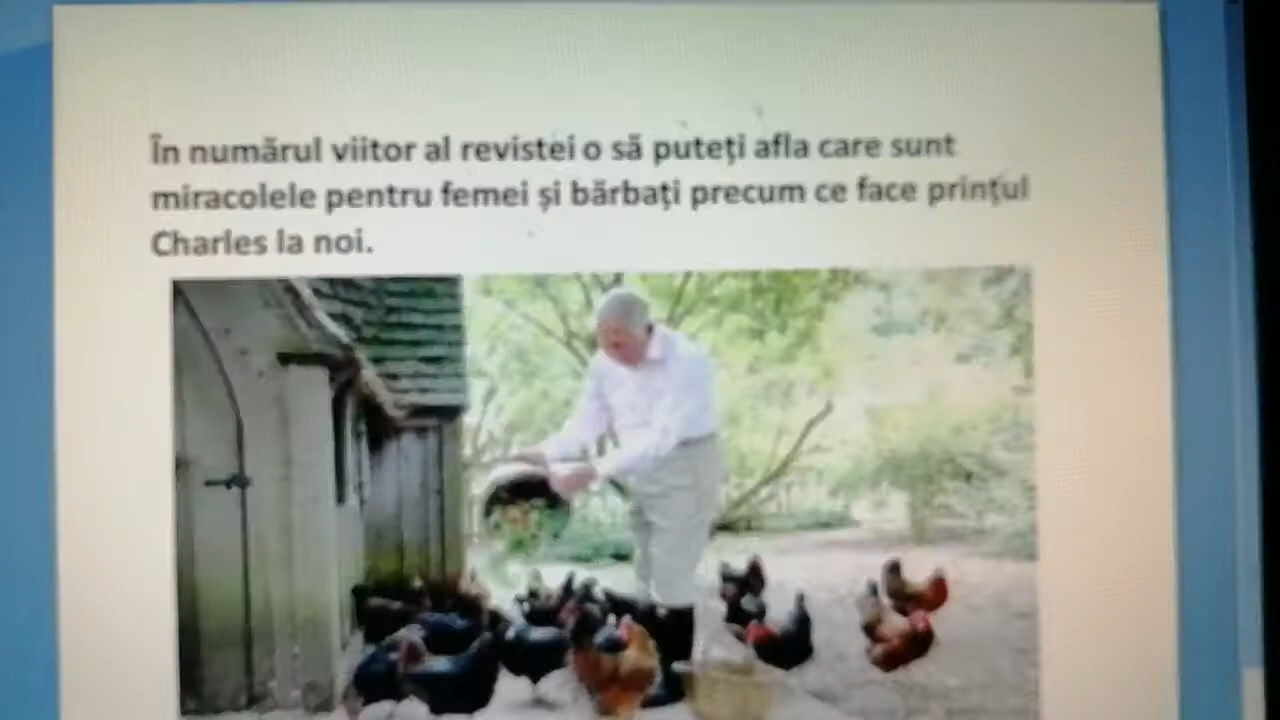 În numărul viitor al revistei o să puteți afla care sunt
miracolele pentru femei și bărbați precum ce face prințul
Charles la noi.